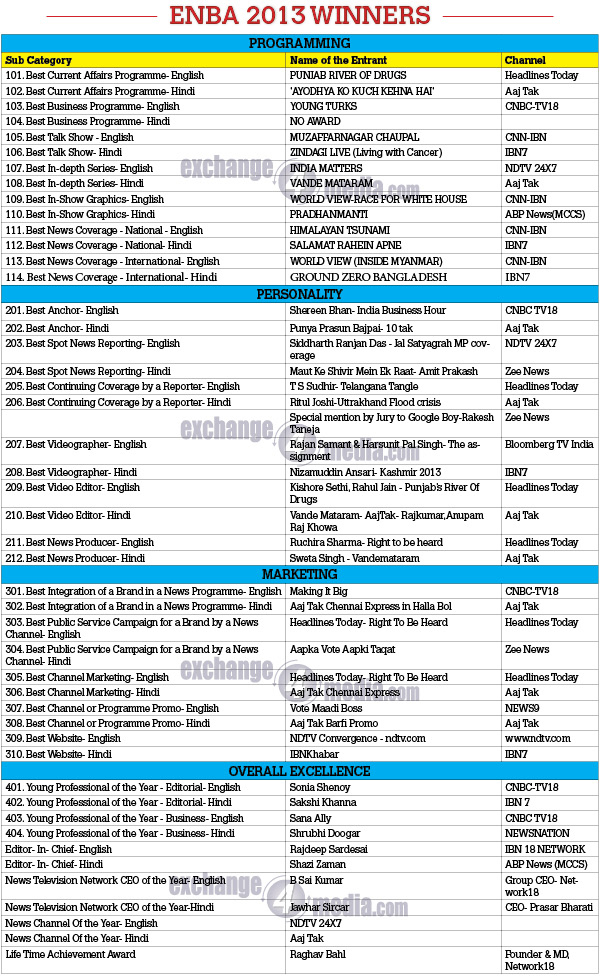 ENBA 2013 WINNERS
PROGRAMMING
Sub Category Name of the Entrant Channel
101. Best Current Affairs Programme- English PUNJAB RIVER OF DRUGS Headlines Today
102. Best Current Affairs Programme- Hindi 'AYODHYA KO KUCH KEHNA HAI' Aaj Tak
103. Best Business Programme- English YOUNG TURKS CNBC-TV18
104. Best Business Programme- Hindi NO AWARD
105. Best Talk Show - English MUZAFFARNAGAR CHAUPAL CNN-IBN
106. Best Talk Show- Hindi ZINDAGI LIVE (Living with Cancer) IBN7
107. Best In-depth Series- English INDIA MATTERS NDTV 24X7
108. Best In-depth Series- Hindi VANDE MATARAM Aaj Tak
109. Best In-Show Graphics- English WORLD VIEW-RACE FOR WHITE HOUSE CNN-IBN
110. Best In-Show Graphics- Hindi PRADHANMANTI ABP News(MCCS)
111. Best News Coverage - National - English HIMALAYAN TSUNAMI CNN-IBN
112. Best News Coverage - National- Hindi SALAMAT RAHEIN APNE IBN7
113. Best News Coverage - International- English WORLD VIEW (INSIDE MYANMAR) CNN-IBN
114. Best News Coverage - International- Hindi GROUND ZERO BANGLADESH IBN7
PERSONALITY
201. Best Anchor- English Shereen Bhan- India Business Hour CNBC TV18
202. Best Anchor- Hindi Punya Prasun Bajpai- 10 tak Aaj Tak
203. Best Spot News Reporting- English Siddharth Ranjan Das - Jal Satyagrah MP cov- NDTV 24X7
erage
204. Best Spot News Reporting- Hindi Maut Ke Shivir Mein Ek Raat- Amit Prakash Zee News
205. Best Continuing Coverage by a Reporter- English T S Sudhir- Telangana Tangle Headlines Today
206. Best Continuing Coverage by a Reporter- Hindi Ritul Joshi-Uttrakhand Flood crisis Aaj Tak
Special mention by Jury to Google Boy-Rakesh Zee News
Taneja
207. Best Videographer- English Rajan Samant & Harsunit Pal Singh- The as- Bloomberg TV India
signment
208. Best Videographer- Hindi Nizamuddin Ansari- Kashmir 2013 IBN7
209. Best Video Editor- English Kishore Sethi, Rahul Jain - Punjab's River Of Headlines Today
Drugs
210. Best Video Editor- Hindi Vande Mataram- AajTak- Rajkumar,Anupam Aaj Tak
Raj Khowa
211. Best News Producer- English Ruchira Sharma- Right to be heard Headlines Today
212. Best News Producer- Hindi Sweta Singh - Vandemataram Aaj Tak
MARKETING
301. Best Integration of a Brand in a News Programme- English Making It Big CNBC-TV18
302. Best Integration of a Brand in a News Programme- Hindi Aaj Tak Chennai Express in Halla Bol Aaj Tak
303. Best Public Service Campaign for a Brand by a News Headlines Today- Right To Be Heard Headlines Today
Channel- English
304. Best Public Service Campaign for a Brand by a News Aapka Vote Aapki Taqat Zee News
Channel- Hindi
305. Best Channel Marketing- English Headlines Today- Right To Be Heard Headlines Today
306. Best Channel Marketing- Hindi Aaj Tak Chennai Express Aaj Tak
307. Best Channel or Programme Promo- English Vote Maadi Boss NEWS9
308. Best Channel or Programme Promo- Hindi Aaj Tak Barfi Promo Aaj Tak
309. Best Website- English NDTV Convergence - ndtv.com www.ndtv.com
310. Best Website- Hindi IBNKhabar IBN7
OVERALL EXCELLENCE
401. Young Professional of the Year - Editorial- English Sonia Shenoy CNBC-TV18
402. Young Professional of the Year - Editorial- Hindi Sakshi Khanna IBN 7
403. Young Professional of the Year - Business- English Sana Ally CNBC TV18
404. Young Professional of the Year - Business- Hindi Shrubhi Doogar NEWSNATION
Editor- In- Chief- English Rajdeep Sardesai IBN 18 NETWORK
Editor- In- Chief- Hindi Shazi Zaman ABP News (MCCS)
News Television Network CEO of the Year- English B Sai Kumar Group CEO- Net-
work18
News Television Network CEO of the Year-Hindi Jawhar Sircar CEO- Prasar Bharati
News Channel Of the Year- English NDTV 24X7
News Channel Of the Year- Hindi Aaj Tak
Life Time Achievement Award Raghav Bahl Founder & MD,
Network18
exchange
4
media.com
exchange
4
media.com
exchange
4
media.com
exchange
4
media.com